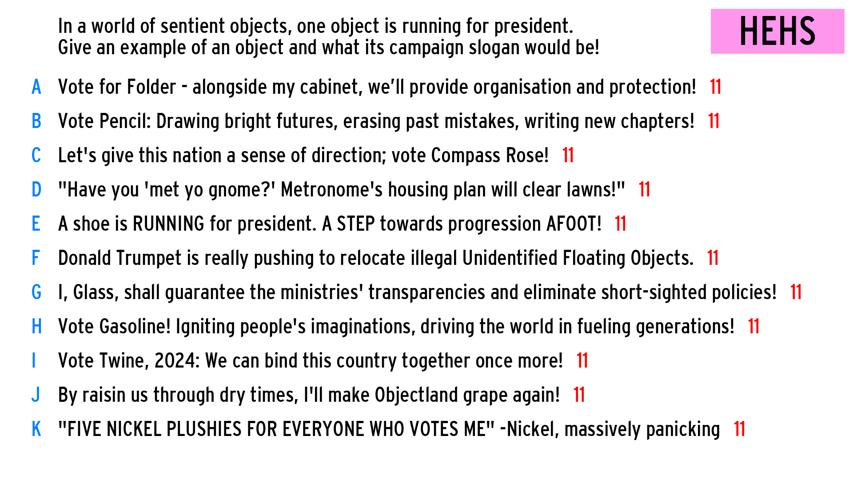 In a world of sentient objects, one object is running for president.
Give an example of an object and what its campaign slogan would be!
HEHS
A Vote for Folder - alongside my cabinet, we’ll provide organisation and protection! 11
B Vote Pencil: Drawing bright futures, erasing past mistakes, writing new chapters! 11
C Let's give this nation a sense of direction; vote Compass Rose! 11
D "Have you 'met yo gnome?' Metronome's housing plan will clear lawns!" 11
E A shoe is RUNNING for president. A STEP towards progression AFOOT! 11
F Donald Trumpet is really pushing to relocate illegal Unidentified Floating Objects. 11
G I, Glass, shall guarantee the ministries' transparencies and eliminate short-sighted policies! 11
H Vote Gasoline! Igniting people's imaginations, driving the world in fueling generations! 11
I Vote Twine, 2024: We can bind this country together once more! 11
J By raisin us through dry times, I'll make Objectland grape again! 11
K "FIVE NICKEL PLUSHIES FOR EVERYONE WHO VOTES ME" -Nickel, massively panicking 11